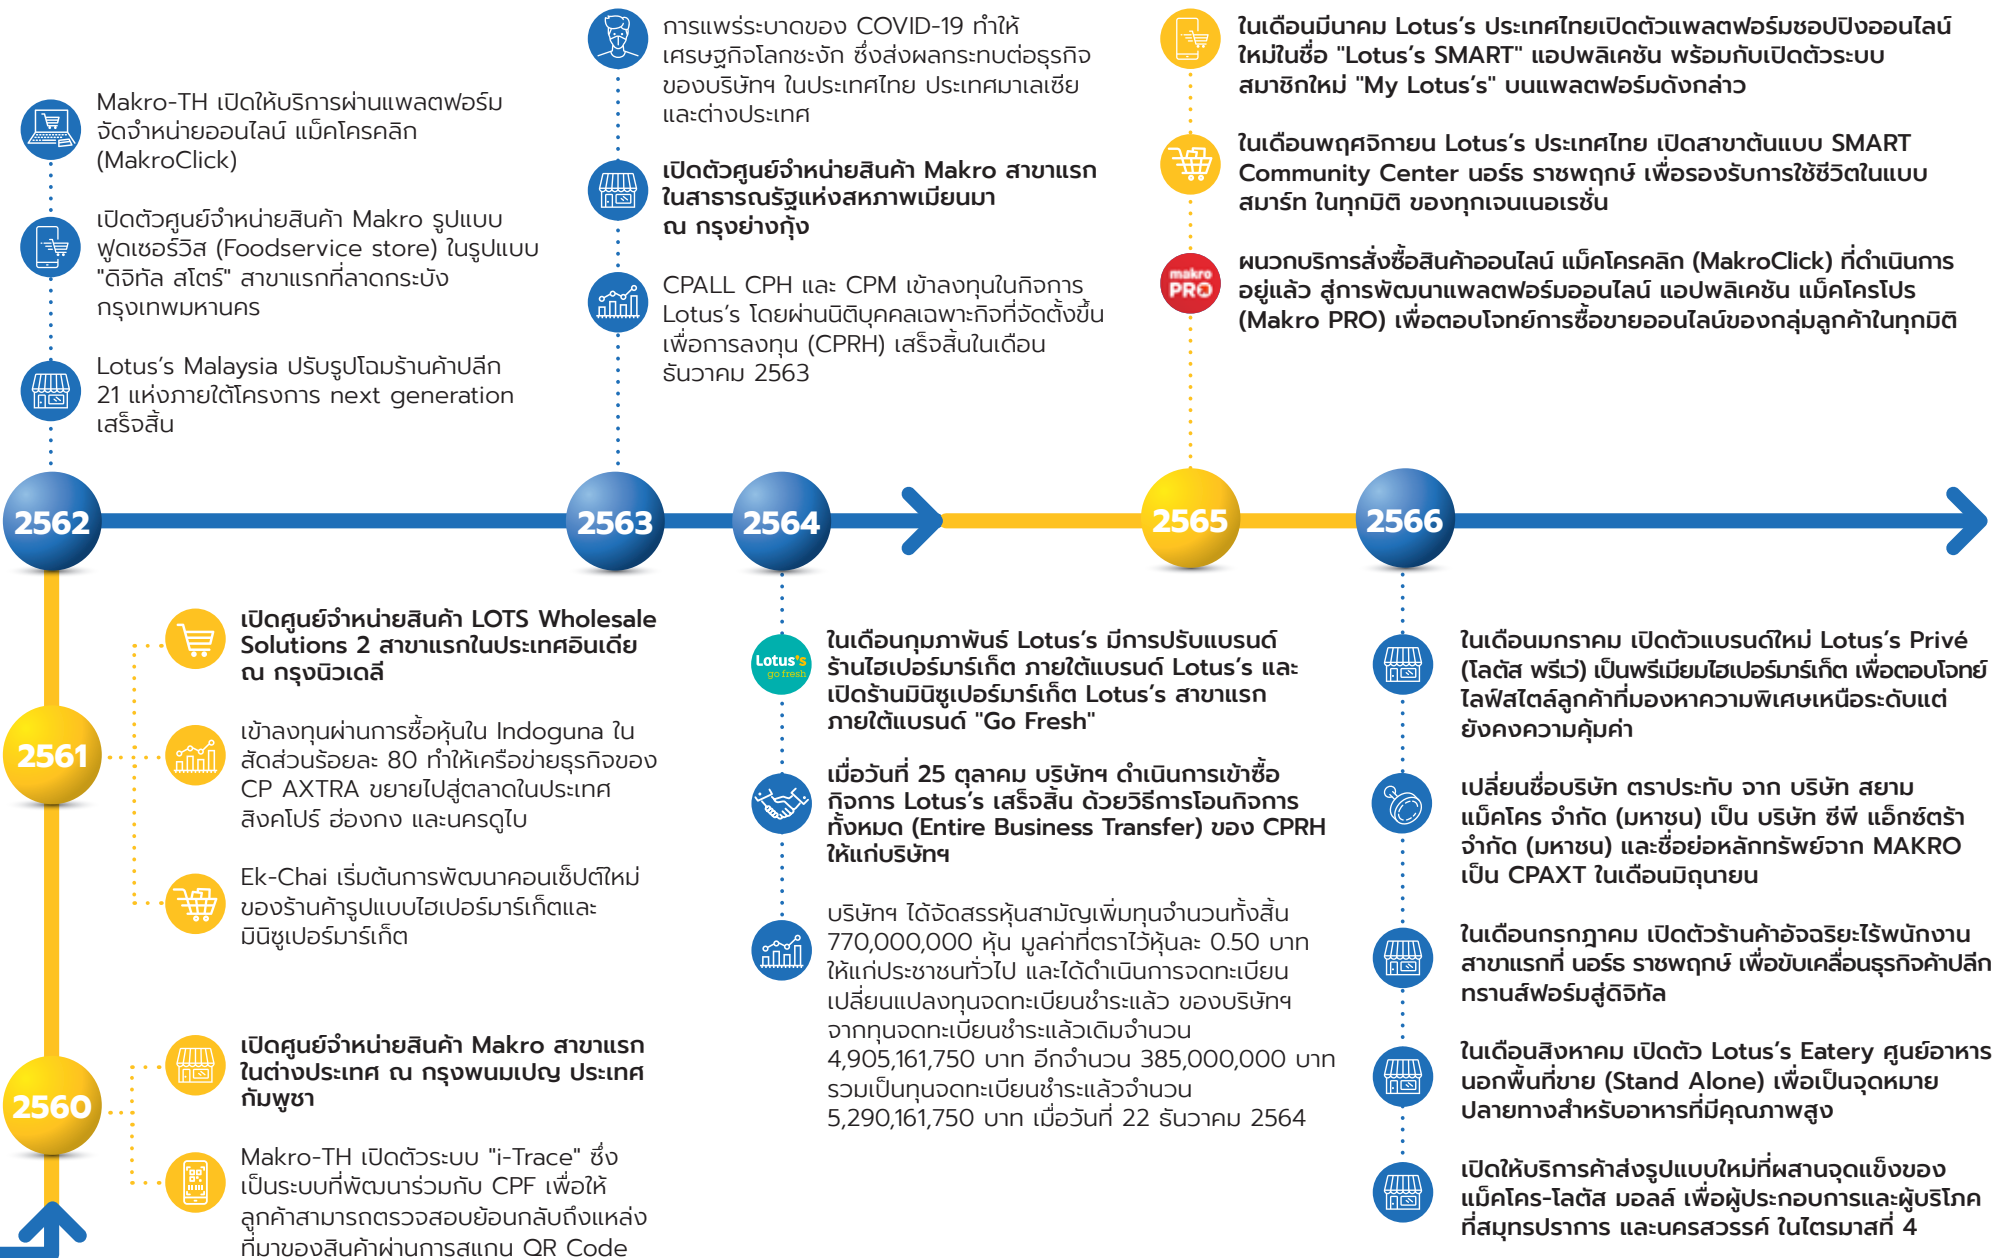 Makro-TH เปิดให้บริการผ่านแพลตฟอร์ม
จัดจำหน่ายออนไลน์ แม็คโครคลิก
(MakroClick)
เปิดตัวศูนย์จำหน่ายสินค้า Makro รูปแบบ
ฟูดเซอร์วิส (Foodservice store) ในรูปแบบ
"ดิจิทัล สโตร์" สาขาแรกที่ลาดกระบัง
กรุงเทพมหานคร
Lotus's Malaysia ปรับรูปโฉมร้านค้าปลีก
21 แห่งภายใต้โครงการ next generation
เสร็จสิ้น
2562
การแพร่ระบาดของ COVID-19 ทำให้
เศรษฐกิจโลกชะงัก ซึ่งส่งผลกระทบต่อธุรกิจ
ของบริษัทฯ ในประเทศไทย ประเทศมาเลเซีย
และต่างประเทศ
เปิดตัวศูนย์จำหน่ายสินค้า Makro สาขาแรก
ในสาธารณรัฐแห่งสหภาพเมียนมา
ณ กรุงย่างกุ้ง
CPALL CPH และ CPM เข้าลงทุนในกิจการ
Lotus's โดยผ่านนิติบุคคลเฉพาะกิจที่จัดตั้งขึ้น
เพื่อการลงทุน (CPRH) เสร็จสิ้นในเดือน
ธันวาคม 2563
2563
2564
ในเดือนมีนาคม Lotus's ประเทศไทยเปิดตัวแพลตฟอร์มชอปปิงออนไลน์
ใหม่ในชื่อ "Lotus's SMART" แอปพลิเคชัน พร้อมกับเปิดตัวระบบ
สมาชิกใหม่ "My Lotus's" บนแพลตฟอร์มดังกล่าว
ในเดือนพฤศจิกายน Lotus's ประเทศไทย เปิดสาขาต้นแบบ SMART
Community Center นอร์ธ ราชพฤกษ์ เพื่อรองรับการใช้ชีวิตในแบบ
สมาร์ท ในทุกมิติ ของทุกเจนเนอเรชั่น
makro
PRO
ผนวกบริการสั่งซื้อสินค้าออนไลน์ แม็คโครคลิก (MakroClick) ที่ดำเนินการ
อยู่แล้ว สู่การพัฒนาแพลตฟอร์มออนไลน์ แอปพลิเคชัน แม็คโครโปร
(Makro PRO) เพื่อตอบโจทย์การซื้อขายออนไลน์ของกลุ่มลูกค้าในทุกมิติ
2565
2566
เปิดศูนย์จำหน่ายสินค้า LOTS Wholesale
Solutions 2 สาขาแรกในประเทศอินเดีย
ณ กรุงนิวเดลี
2561
เข้าลงทุนผ่านการซื้อหุ้นใน Indoguna ใน
สัดส่วนร้อยละ 80 ทำให้เครือข่ายธุรกิจของ
CP AXTRA ขยายไปสู่ตลาดในประเทศ
สิงคโปร์ ฮ่องกง และนครดูไบ
Ek-Chai เริ่มต้นการพัฒนาคอนเซ็ปต์ใหม่
ของร้านค้ารูปแบบไฮเปอร์มาร์เก็ตและ
มินิซูเปอร์มาร์เก็ต
2560
เปิดศูนย์จำหน่ายสินค้า Makro สาขาแรก
ในต่างประเทศ ณ กรุงพนมเปญ ประเทศ
กัมพูชา
Makro-TH เปิดตัวระบบ "i-Trace" ซึ่ง
เป็นระบบที่พัฒนาร่วมกับ CPF เพื่อให้
ลูกค้าสามารถตรวจสอบย้อนกลับถึงแหล่ง
ที่มาของสินค้าผ่านการสแกน QR Code
Lotus's
go fresh
ในเดือนกุมภาพันธ์ Lotus's มีการปรับแบรนด์
ร้านไฮเปอร์มาร์เก็ต ภายใต้แบรนด์ Lotus's และ
เปิดร้านมินิซูเปอร์มาร์เก็ต Lotus's สาขาแรก
ภายใต้แบรนด์ "Go Fresh"
เมื่อวันที่ 25 ตุลาคม บริษัทฯ ดำเนินการเข้าซื้อ
กิจการ Lotus's เสร็จสิ้น ด้วยวิธีการโอนกิจการ
ทั้งหมด (Entire Business Transfer) ของ CPRH
ให้แก่บริษัทฯ
บริษัทฯ ได้จัดสรรหุ้นสามัญเพิ่มทุนจำนวนทั้งสิ้น
770,000,000 หุ้น มูลค่าที่ตราไว้หุ้นละ 0.50 บาท
ให้แก่ประชาชนทั่วไป และได้ดำเนินการจดทะเบียน
เปลี่ยนแปลงทุนจดทะเบียนชำระแล้ว ของบริษัทฯ
จากทุนจดทะเบียนชำระแล้วเดิมจำนวน
4,905,161,750 บาท อีกจำนวน 385,000,000 บาท
รวมเป็นทุนจดทะเบียนชำระแล้วจำนวน
5,290,161,750 บาท เมื่อวันที่ 22 ธันวาคม 2564
ในเดือนมกราคม เปิดตัวแบรนด์ใหม่ Lotus's Privé
(โลตัส พรีเว่) เป็นพรีเมียมไฮเปอร์มาร์เก็ต เพื่อตอบโจทย์
ไลฟ์สไตล์ลูกค้าที่มองหาความพิเศษเหนือระดับแต่
ยังคงความคุ้มค่า
เปลี่ยนชื่อบริษัท ตราประทับ จาก บริษัท สยาม
แม็คโคร จำกัด (มหาชน) เป็น บริษัท ซีพี แอ็กซ์ตร้า
จำกัด (มหาชน) และชื่อย่อหลักทรัพย์จาก MAKRO
เป็น CPAXT ในเดือนมิถุนายน
ในเดือนกรกฎาคม เปิดตัวร้านค้าอัจฉริยะไร้พนักงาน
สาขาแรกที่ นอร์ธ ราชพฤกษ์ เพื่อขับเคลื่อนธุรกิจค้าปลีก
ทรานส์ฟอร์มสู่ดิจิทัล
ในเดือนสิงหาคม เปิดตัว Lotus's Eatery ศูนย์อาหาร
นอกพื้นที่ขาย (Stand Alone) เพื่อเป็นจุดหมาย
ปลายทางสำหรับอาหารที่มีคุณภาพสูง
เปิดให้บริการค้าส่งรูปแบบใหม่ที่ผสานจุดแข็งของ
แม็คโคร-โลตัส มอลล์ เพื่อผู้ประกอบการและผู้บริโภค
ที่สมุทรปราการ และนครสวรรค์ ในไตรมาสที่ 4